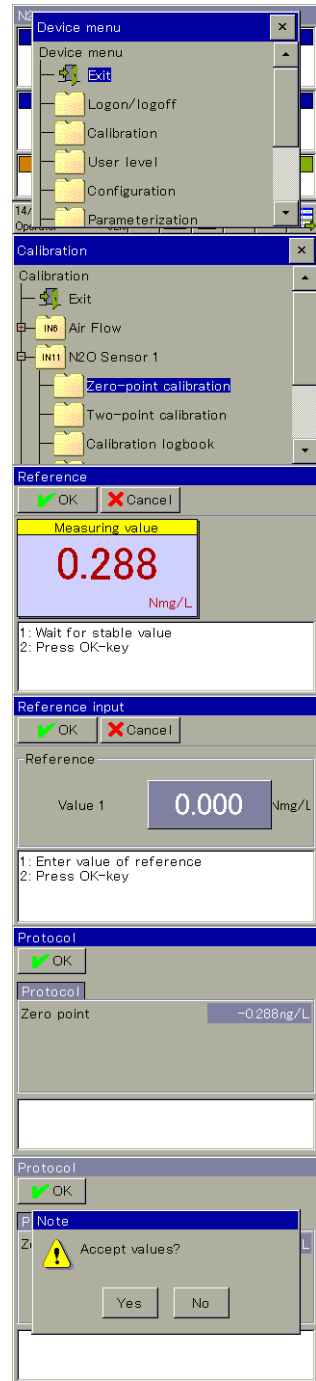 N2
Device menu
Device menu
Exit
Logon/logoff
Calibration
User level
Configuration
Parameterization
14/
Operator
Calibration
Calibration
Exit
IN6 Air Flow
IN11 N2O Sensor 1
Zero-point calibration
Two-point calibration
Calibration logbook
Reference
OK Cancel
Measuring value
0.288
Nmg/L
1: Wait for stable value
2: Press OK-key
Reference input
OK Cancel
Reference
Value 1 0.000 Nmg/L
1: Enter value of reference
2: Press OK-key
Protocol
OK
Protocol
Zero point -0.288ng/L
Protocol
OK
P Note
Z Accept values? L
Yes No